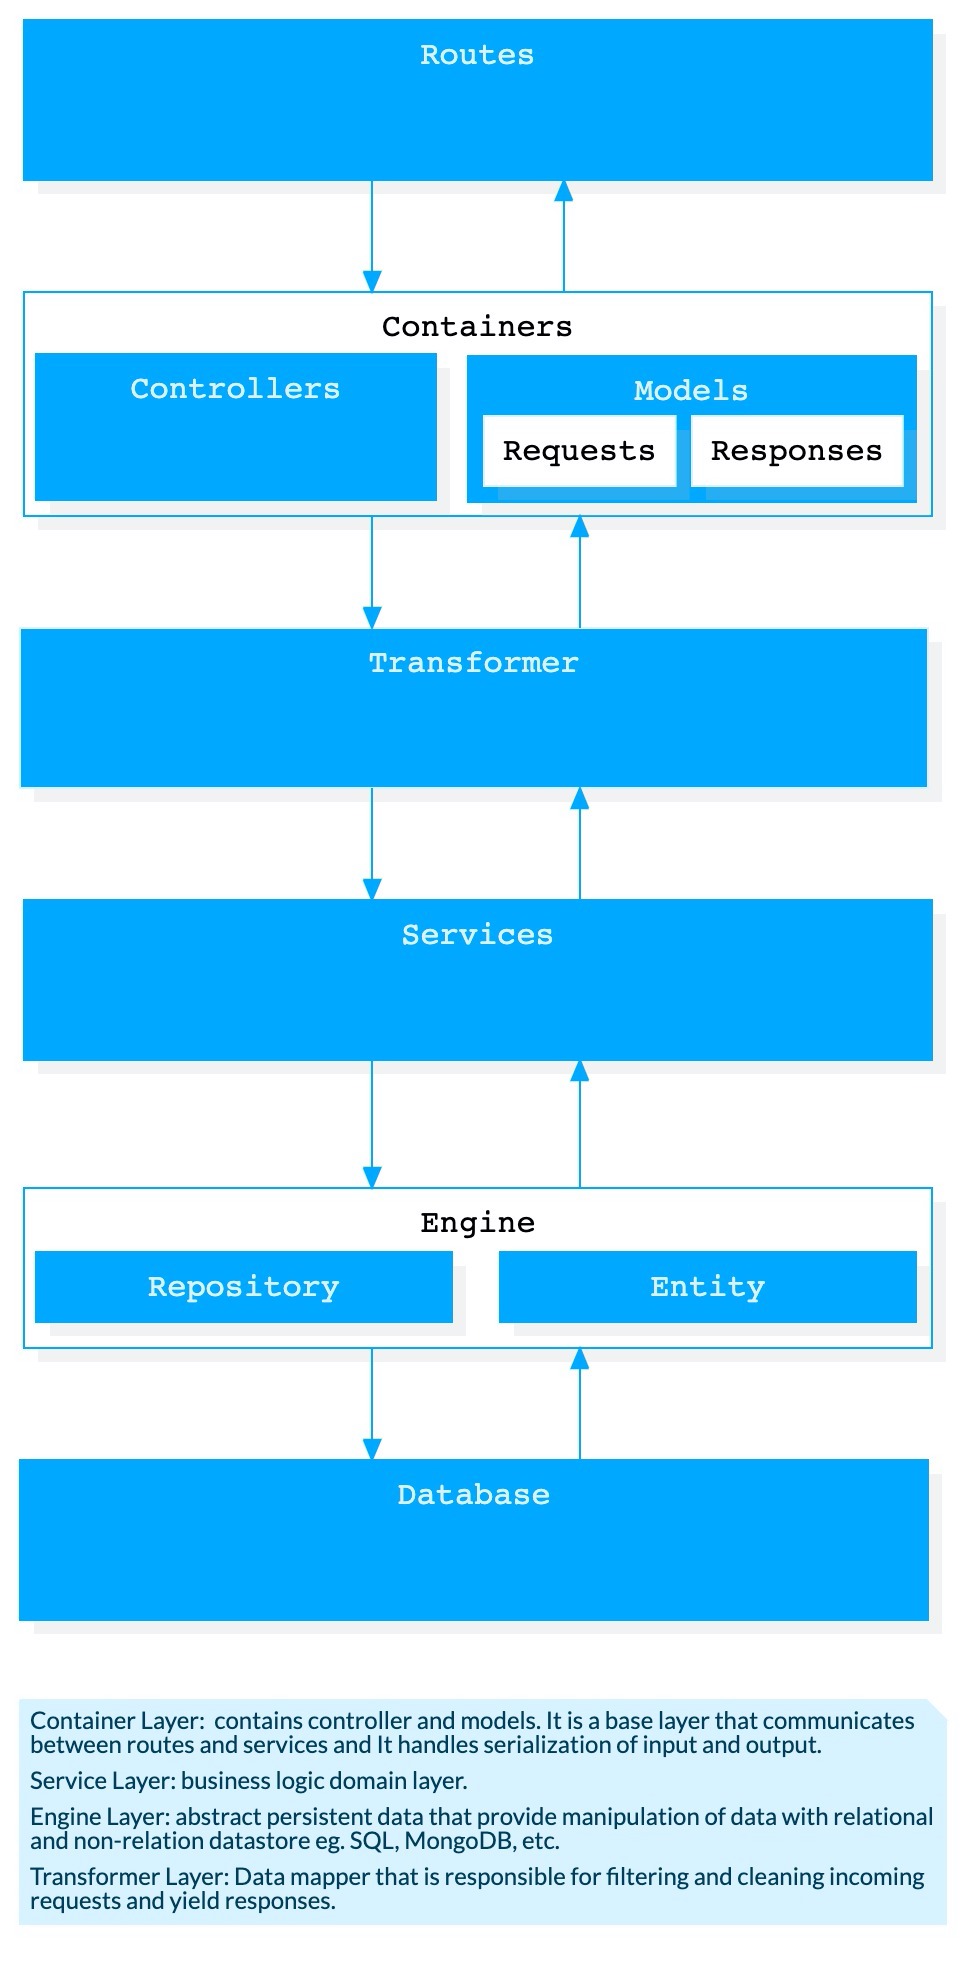 Routes
Containers
Controllers
Models
Requests
Responses
Transformer
Services
Engine
Repository
Entity
Database
Container Layer:  contains controller and models. It is a base layer that communicates
between routes and services and It handles serialization of input and output.
Service Layer: business logic domain layer.
Engine Layer: abstract persistent data that provide manipulation of data with relational
and non-relation datastore eg. SQL, MongoDB, etc.
Transformer Layer: Data mapper that is responsible for filtering and cleaning incoming
requests and yield responses.